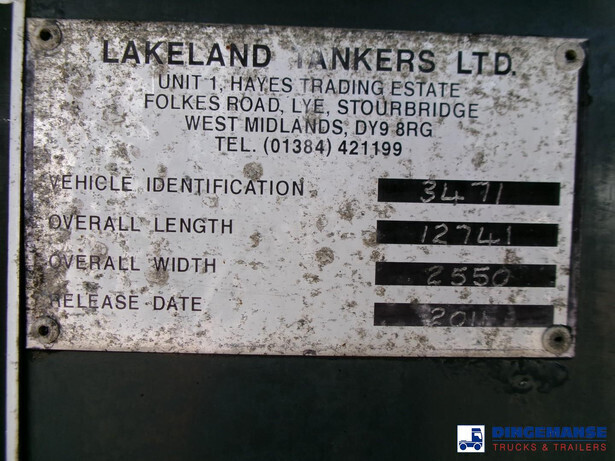 LAKELAND TANKERS LTD.
UNIT 1, HAYES TRADING ESTATE
FOLKES ROAD, LYE, STOURBRIDGE
WEST MIDLANDS, DY9 8RG
TEL. (01384) 421199
VEHICLE IDENTIFICATION 3471
OVERALL LENGTH 12741
OVERALL WIDTH 2550
RELEASE DATE
DINGEMANSE
TRUCKS & TRAILERS